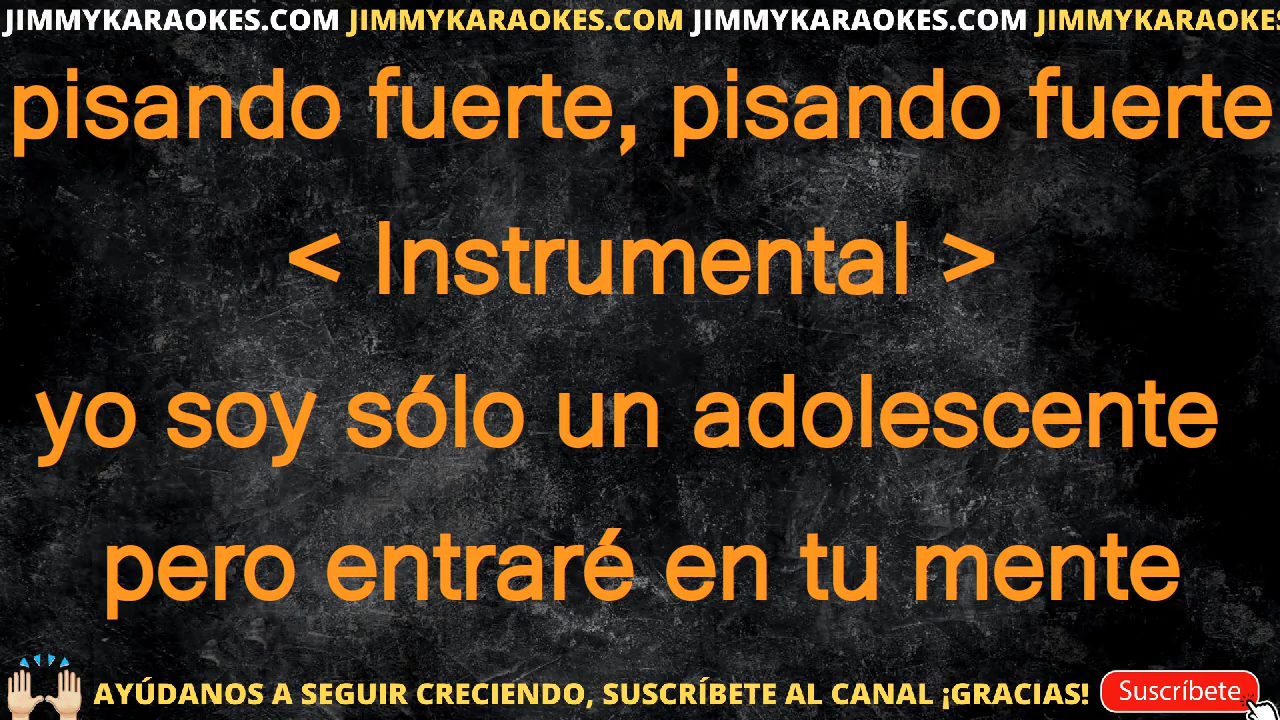 JIMMYKARAOKES.COM JIMMYKARAOKES.COM JIMMYKARAOKES.COM JIMMYKARAOKES
pisando fuerte, pisando fuerte
< Instrumental >
yo soy sólo un adolescente
pero entraré en tu mente
AYÚDANOS A SEGUIR CRECIENDO, SUSCRÍBETE AL CANAL ¡GRACIAS! Suscríbete